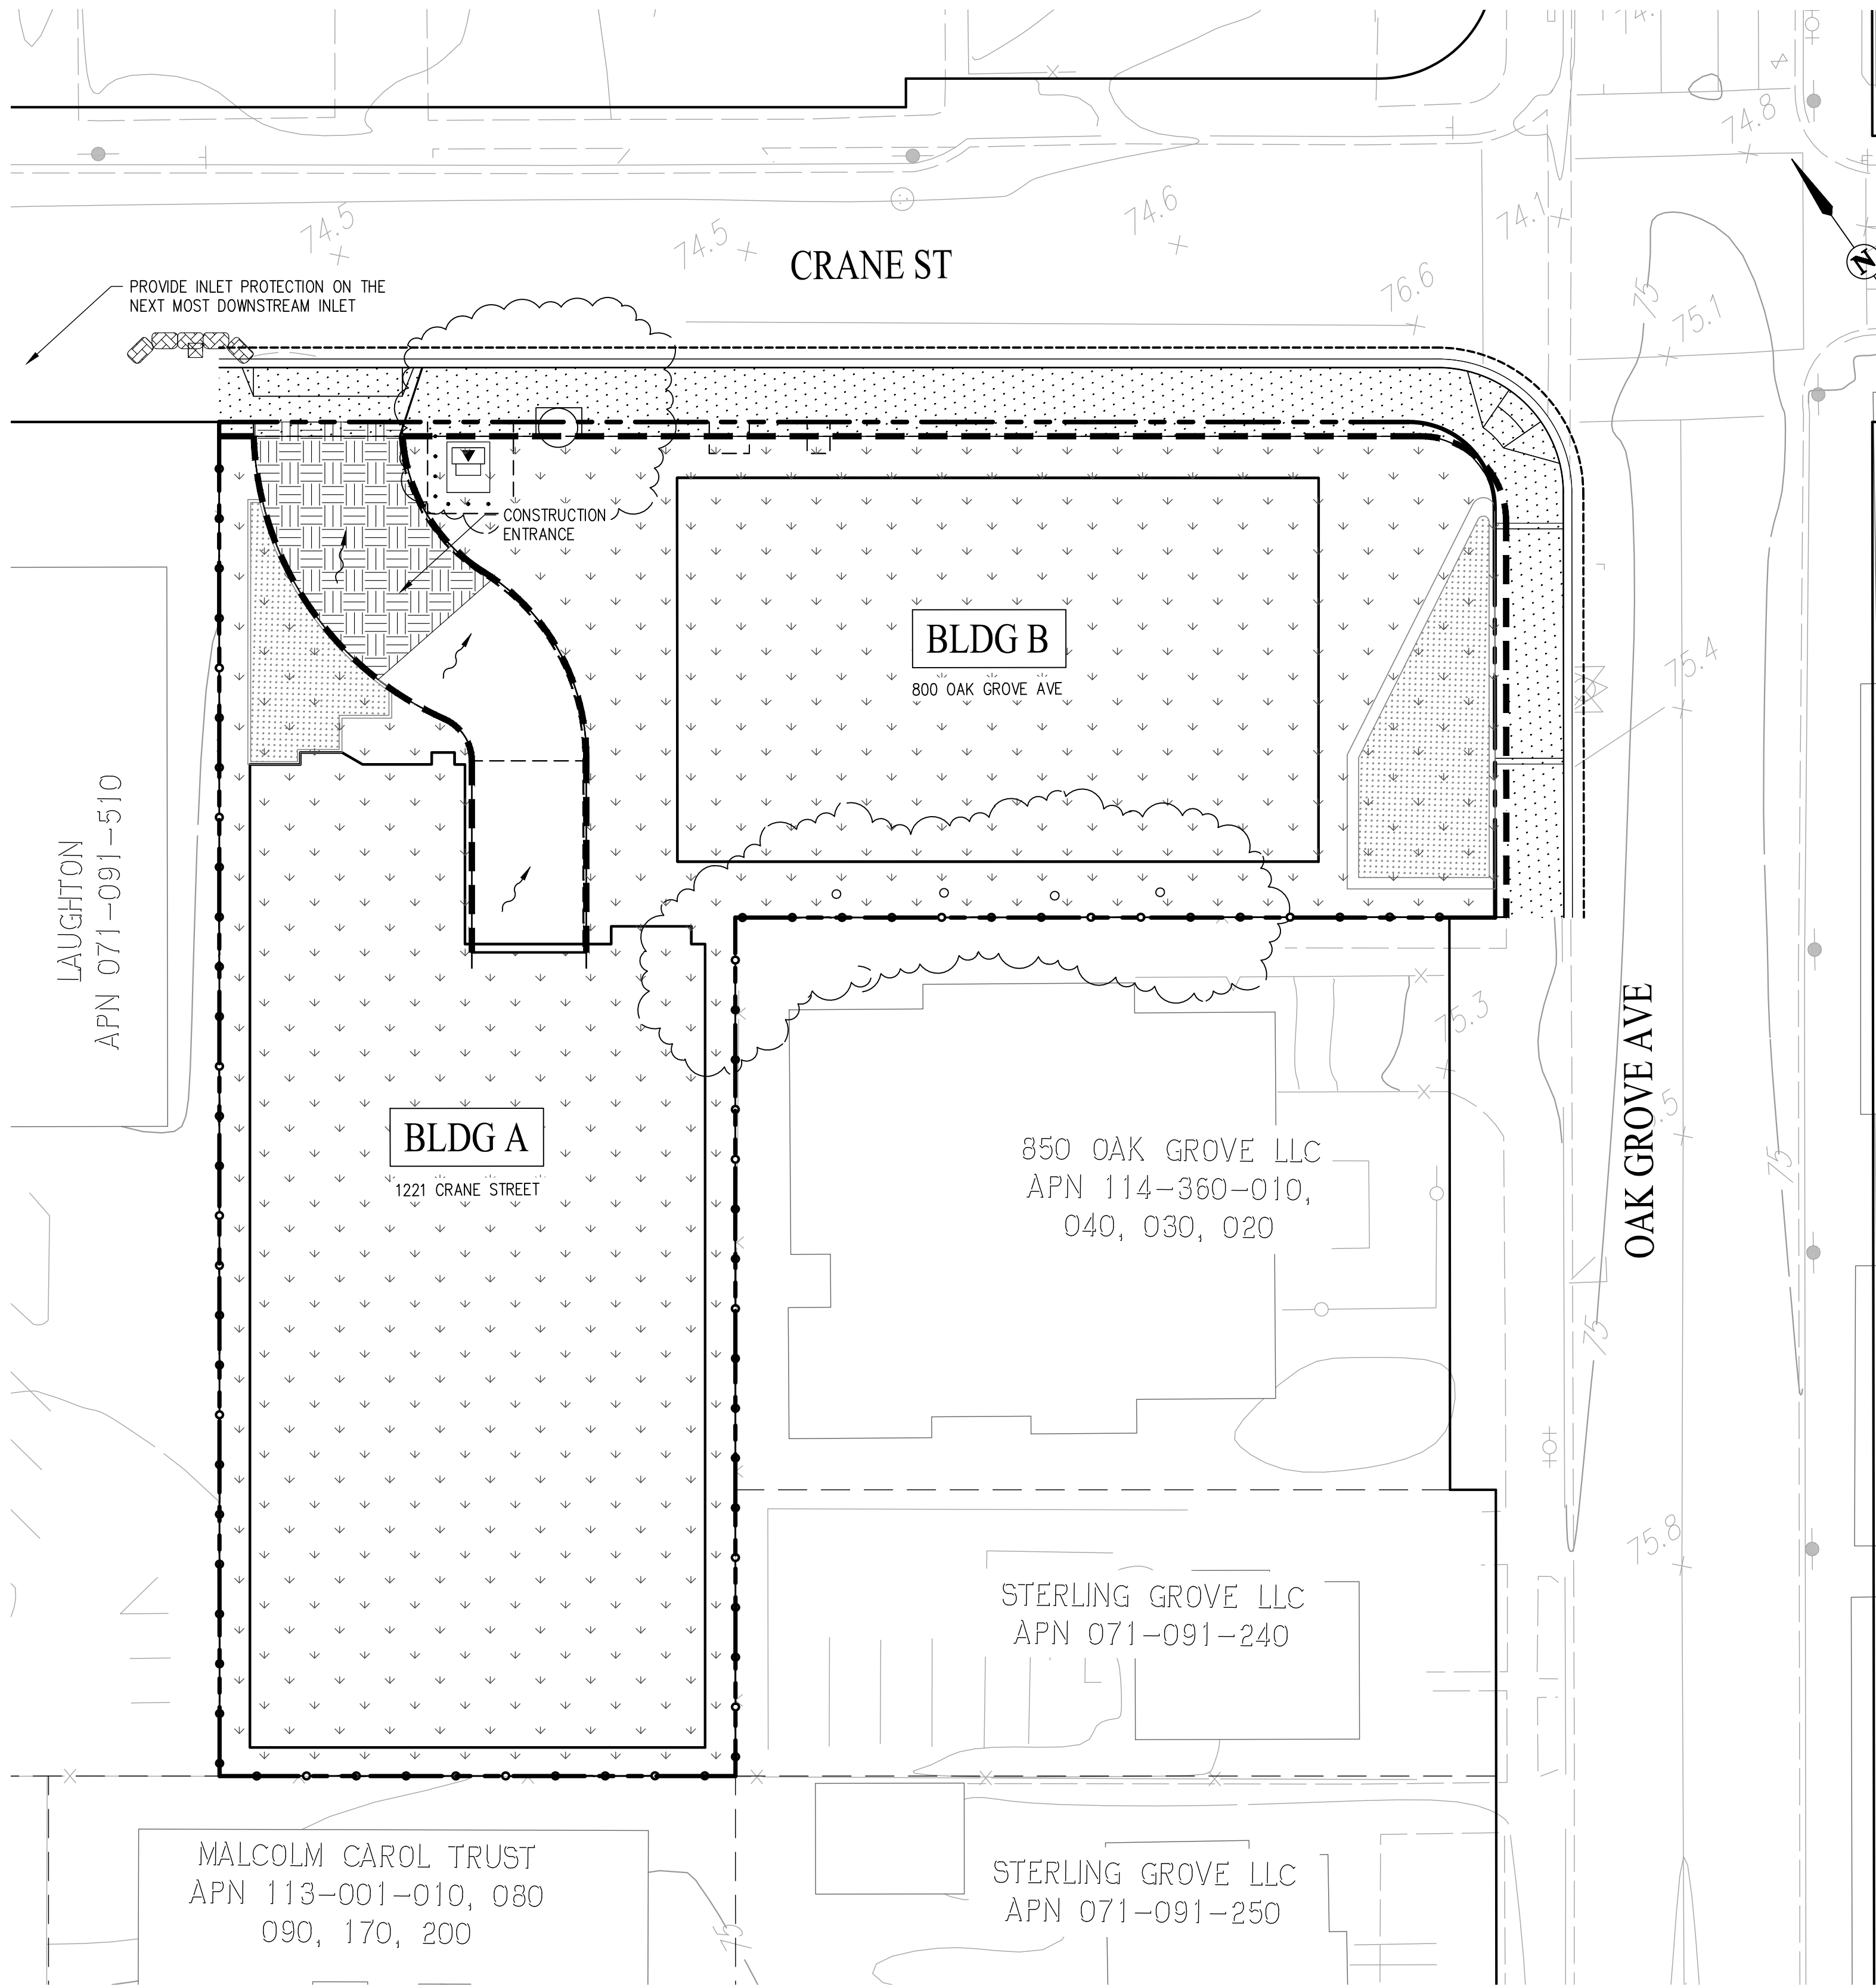 74.
74.8
74.5
74.5
74.6
74.1
N
CRANE ST
76.6
75
75.1
PROVIDE INLET PROTECTION ON THE
NEXT MOST DOWNSTREAM INLET
CONSTRUCTION
ENTRANCE
BLDG B
800 OAK GROVE AVE
75.4
LAUGHTON
APN 071-091-510
75.3
OAK GROVE AVE
BLDG A
1221 CRANE STREET
850 OAK GROVE LLC
APN 114-360-010,
040, 030, 020
.5
75
75
75.8
STERLING GROVE LLC
APN 071-091-240
MALCOLM CAROL TRUST
APN 113-001-010, 080
090, 170, 200
STERLING GROVE LLC
APN 071-091-250
75